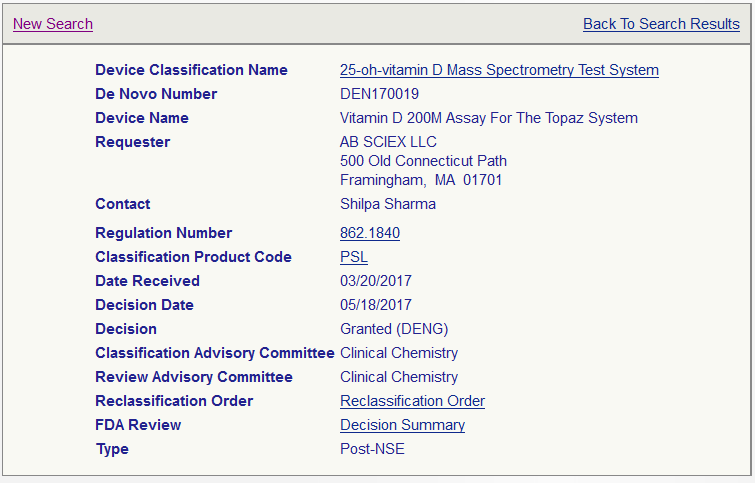 New Search Back To Search Results
Device Classification Name 25-oh-vitamin D Mass Spectrometry Test System
De Novo Number DEN170019
Device Name Vitamin D 200M Assay For The Topaz System
Requester AB SCIEX LLC
500 Old Connecticut Path
Framingham, MA 01701
Contact Shilpa Sharma
Regulation Number 862.1840
Classification Product Code PSL
Date Received 03/20/2017
Decision Date 05/18/2017
Decision Granted (DENG)
Classification Advisory Committee Clinical Chemistry
Review Advisory Committee Clinical Chemistry
Reclassification Order Reclassification Order
FDA Review Decision Summary
Type Post-NSE